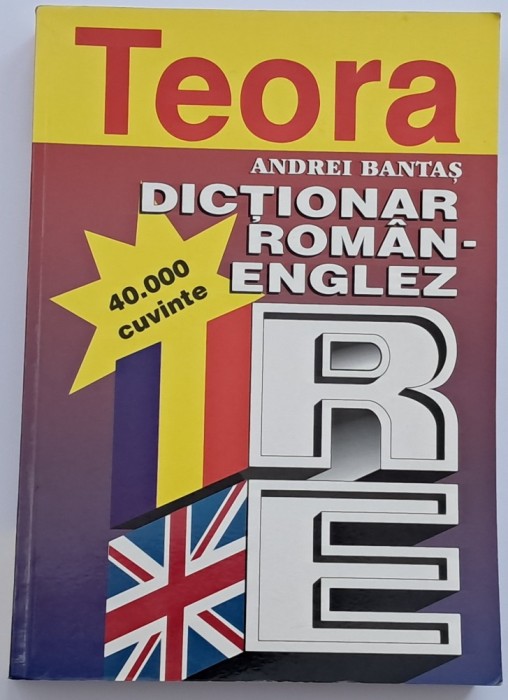 Teora
ANDREI BANTAȘ
DICȚIONAR
ROMÂN-
ENGLEZ
40.000
cuvinte
R
E